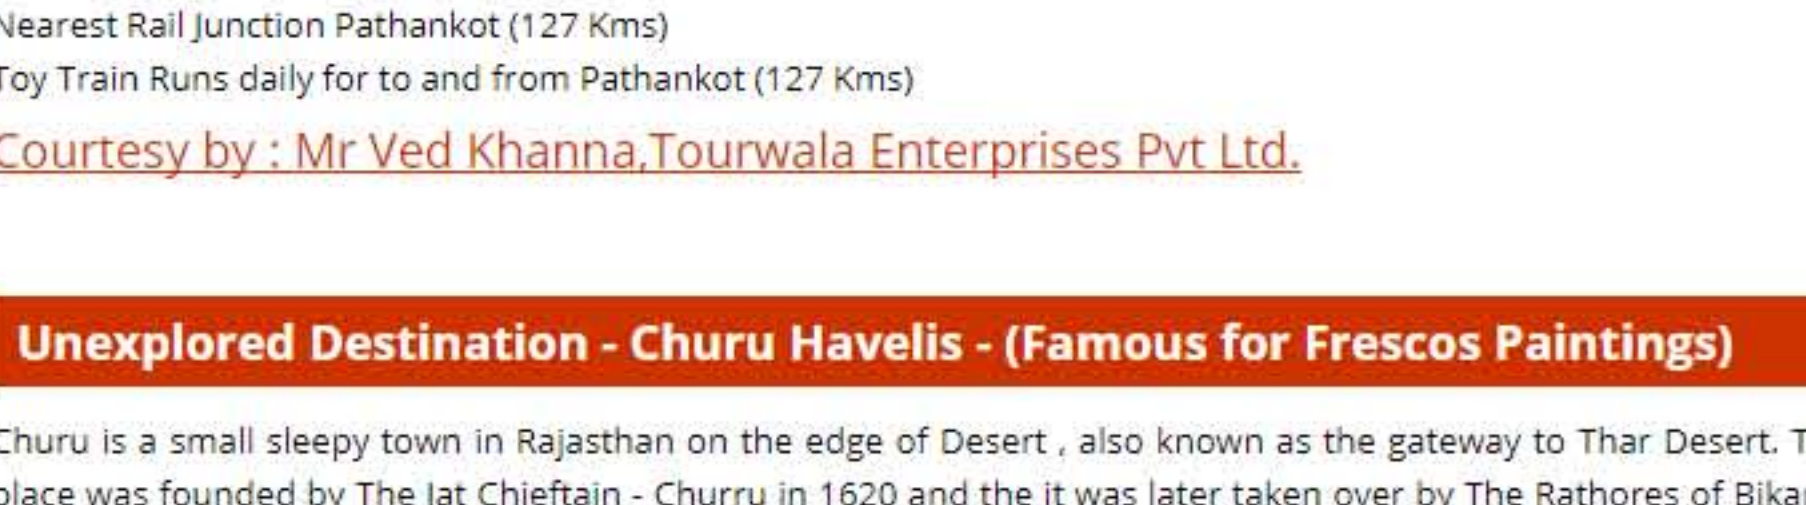 Nearest Rail Junction Pathankot (127 Kms)
Toy Train Runs daily for to and from Pathankot (127 Kms)
Courtesy by : Mr Ved Khanna,Tourwala Enterprises Pvt Ltd.
Unexplored Destination - Churu Havelis - (Famous for Frescos Paintings)
Churu is a small sleepy town in Rajasthan on the edge of Desert , also known as the gateway to Thar Desert.
place was founded by The Jat Chieftain - Churru in 1620 and the it was later taken over by The Rathores of